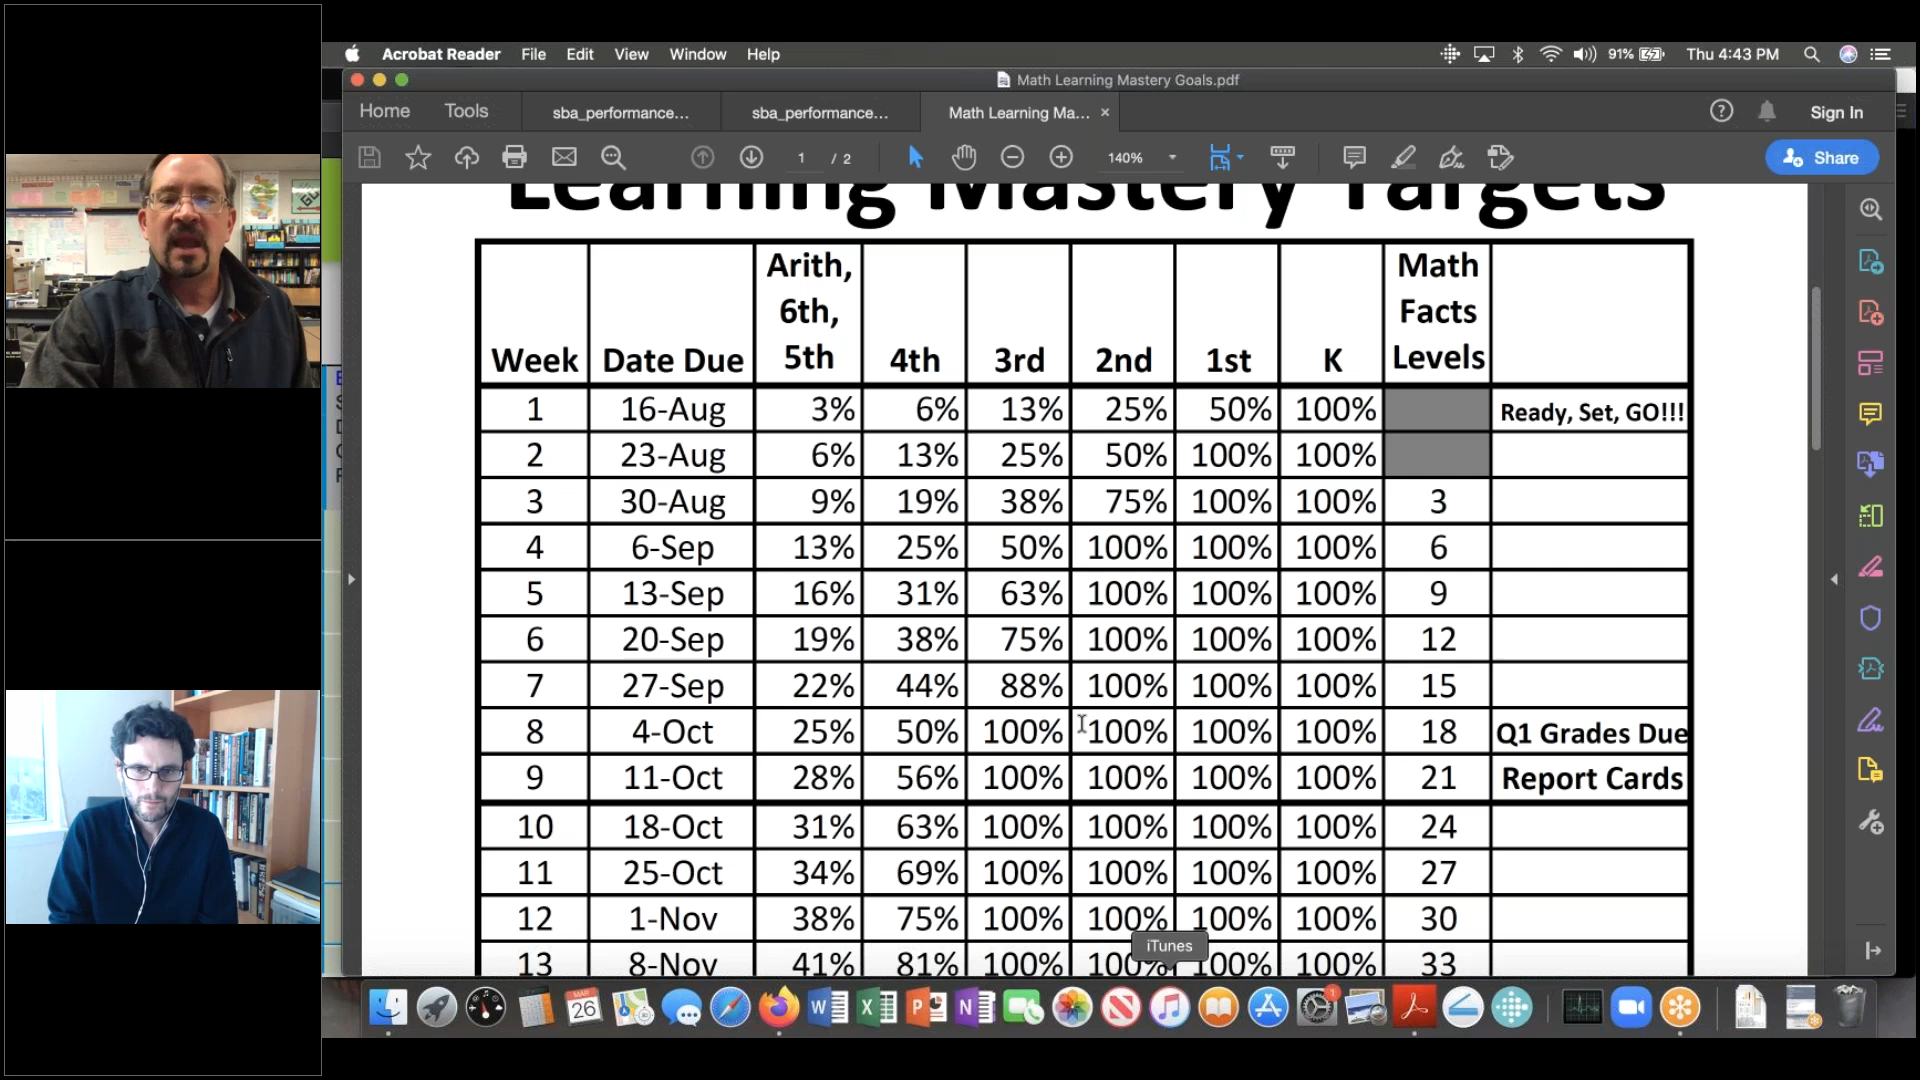 Acrobat Reader File Edit View Window Help 91% Thu 4:43 PM
Math Learning Mastery Goals.pdf
Home Tools sba_performance... sba_performance... Math Learning Ma... × Sign In
1 / 2 140% Share
Learning Mastery Targets
Week Date Due Arith, 6th, 5th 4th 3rd 2nd 1st K Math Facts Levels
1 16-Aug 3% 6% 13% 25% 50% 100% Ready, Set, GO!!!
2 23-Aug 6% 13% 25% 50% 100% 100%
3 30-Aug 9% 19% 38% 75% 100% 100% 3
4 6-Sep 13% 25% 50% 100% 100% 100% 6
5 13-Sep 16% 31% 63% 100% 100% 100% 9
6 20-Sep 19% 38% 75% 100% 100% 100% 12
7 27-Sep 22% 44% 88% 100% 100% 100% 15
8 4-Oct 25% 50% 100% 100% 100% 100% 18 Q1 Grades Due
9 11-Oct 28% 56% 100% 100% 100% 100% 21 Report Cards
10 18-Oct 31% 63% 100% 100% 100% 100% 24
11 25-Oct 34% 69% 100% 100% 100% 100% 27
12 1-Nov 38% 75% 100% 100% 100% 100% 30
13 8-Nov 41% 81% 100% 100% 100% 100% 33
iTunes
MAR
26
1